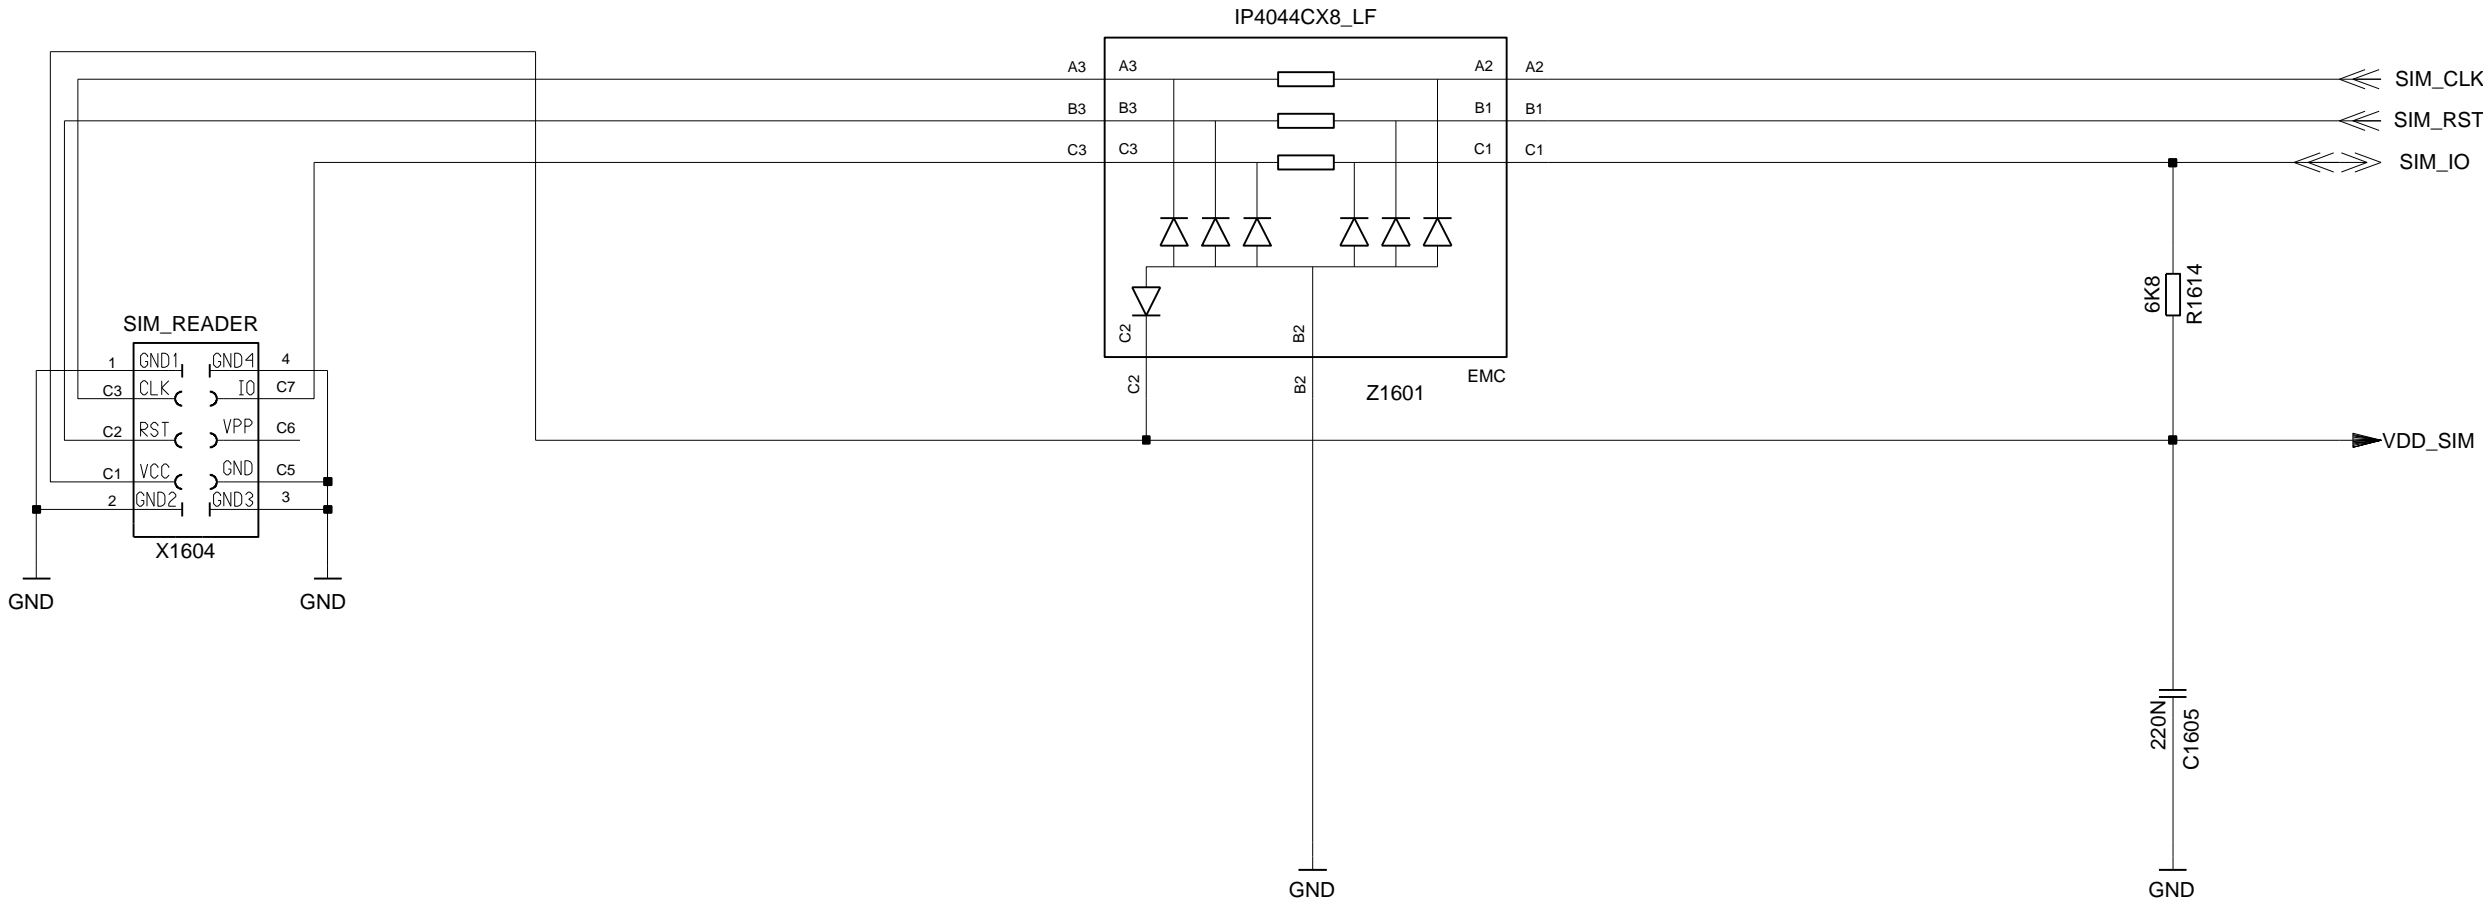 IP4044CX8_LF
A3 A3 A2 A2 SIM_CLK
B3 B3 B1 B1 SIM_RST
C3 C3 C1 C1 SIM_IO
6K8
R1614
SIM_READER
C2
B2
1 GND1 GND4 4
C3 CLK IO C7
C2
B2
EMC
Z1601
C2 RST VPP C6
VDD_SIM
C1 VCC GND C5
2 GND2 GND3 3
X1604
GND
GND
220N
C1605
GND
GND